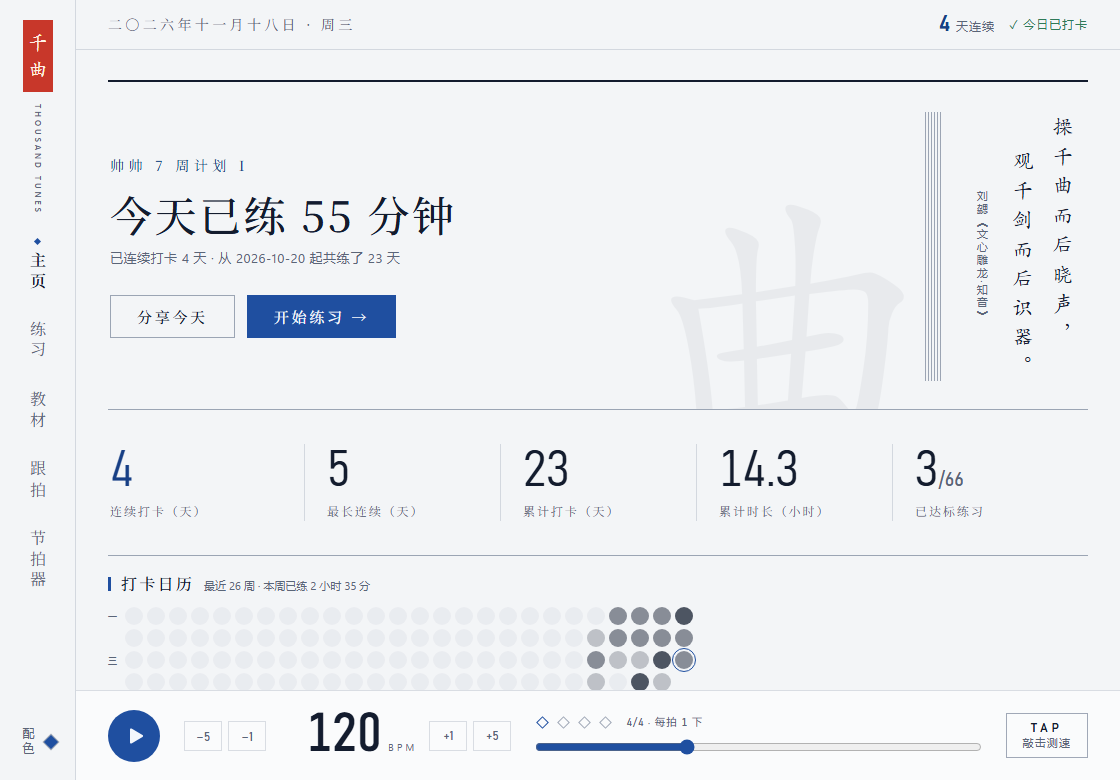 千曲
THOUSAND TUNES
主页
练习
教材
跟拍
节拍器
配色
二〇二六年十一月十八日 · 周三
4 天连续 ✓ 今日已打卡
帅帅 7 周计划 I
今天已练 55 分钟
已连续打卡 4 天 · 从 2026-10-20 起共练了 23 天
分享今天
开始练习 →
曲
操千曲而后晓声，
观千剑而后识器。
刘勰《文心雕龙·知音》
4
连续打卡（天）
5
最长连续（天）
23
累计打卡（天）
14.3
累计时长（小时）
3/66
已达标练习
打卡日历 最近 26 周 · 本周已练 2 小时 35 分
一
三
−5
−1
120 BPM
+1
+5
4/4 · 每拍 1 下
TAP
敲击测速